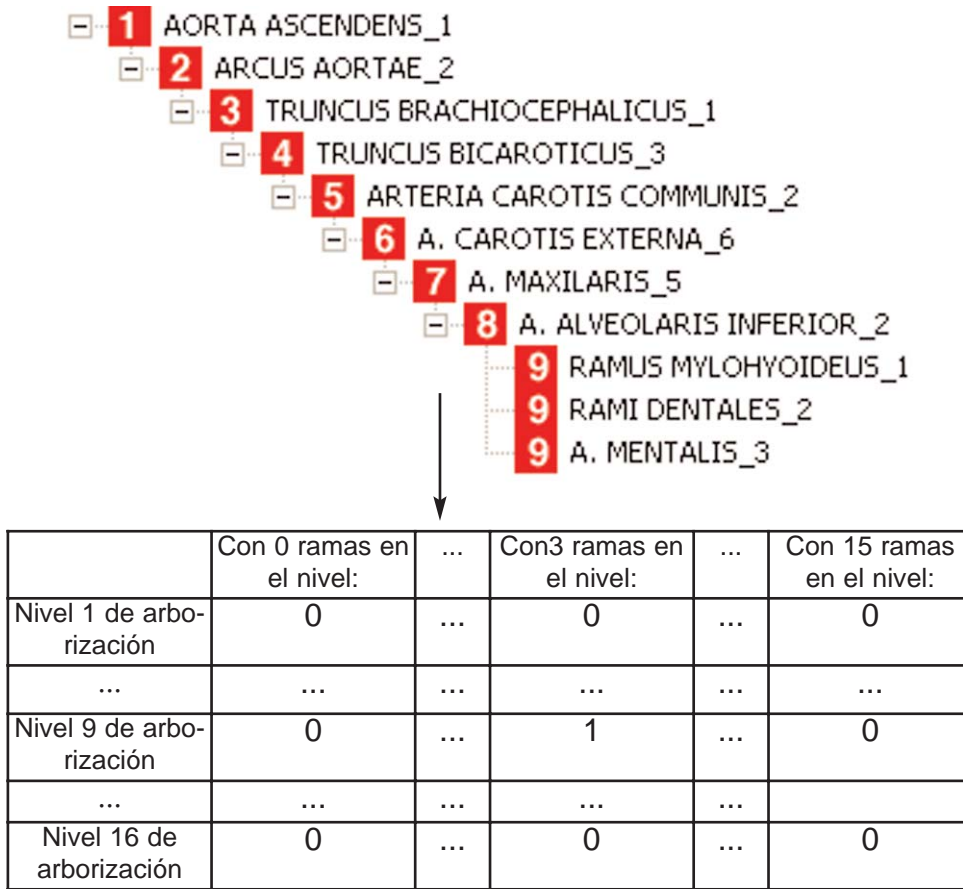 1 AORTA ASCENDENS_1
2 ARCUS AORTAE_2
3 TRUNCUS BRACHIOCEPHALICUS_1
4 TRUNCUS BICAROTICUS_3
5 ARTERIA CAROTIS COMMUNIS_2
6 A. CAROTIS EXTERNA_6
7 A. MAXILARIS_5
8 A. ALVEOLARIS INFERIOR_2
9 RAMUS MYLOHYOIDEUS_1
9 RAMI DENTALES_2
9 A. MENTALIS_3
Con 0 ramas en ... Con3 ramas en ... Con 15 ramas
el nivel: el nivel: en el nivel:
Nivel 1 de arbo- 0 ... 0 ... 0
rización
... ... ... ... ... ...
Nivel 9 de arbo- 0 ... 1 ... 0
rización
... ... ... ... ...
Nivel 16 de 0 ... 0 ... 0
arborización